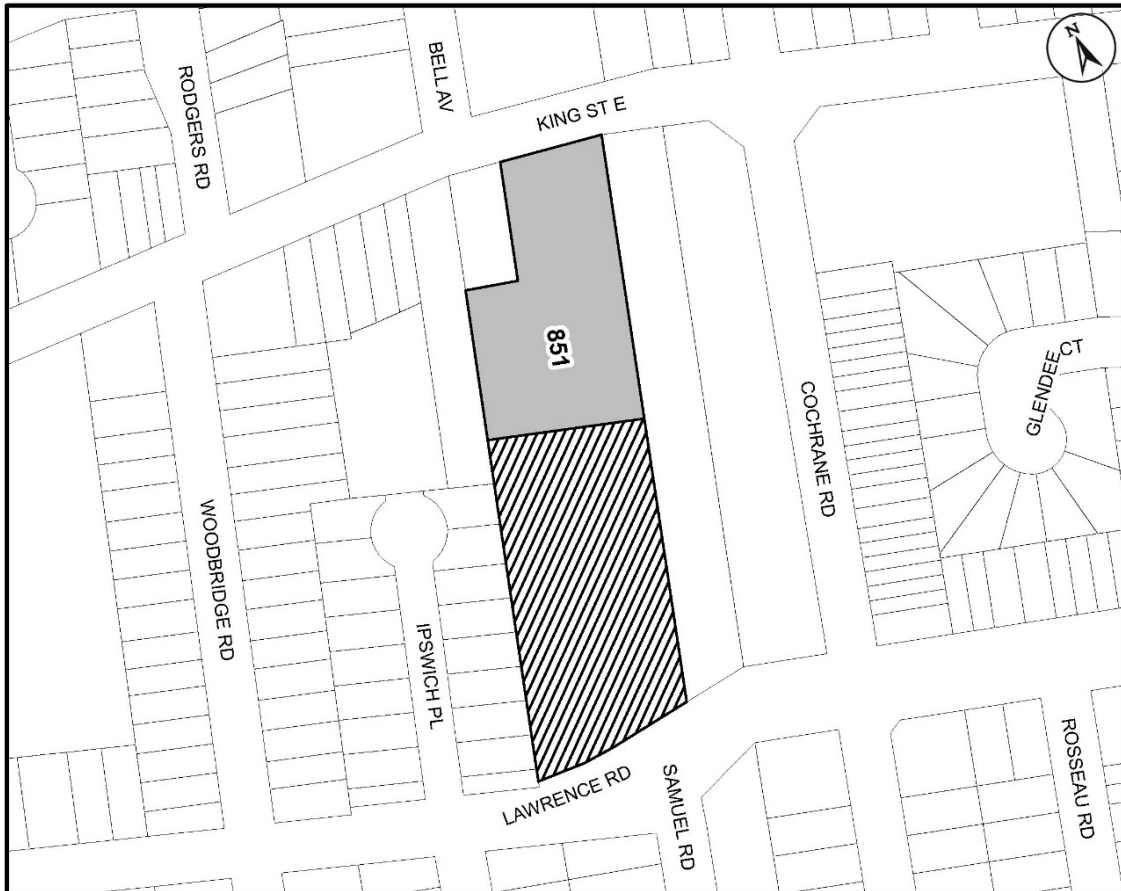 N
BELL AV
RODGERS RD
KING ST E
851
GLENDEE CT
COCHRANE RD
WOODBRIDGE RD
IPSWICH PL
LAWRENCE RD
SAMUEL RD
ROSSEAU RD